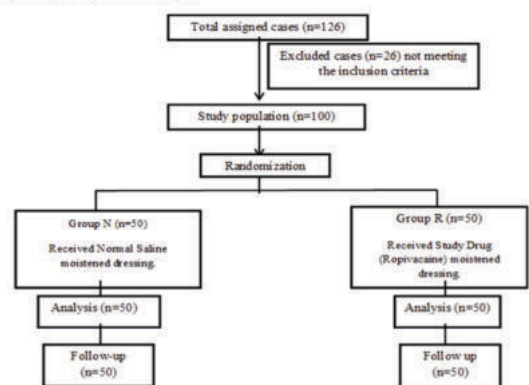 Total assigned cases (n=126)
Excluded cases (n=26) not meeting
the inclusion criteria
Study population (n=100)
Randomization
Group N (n=50)
Received Normal Saline
moistened dressing.
Group R (n=50)
Received Study Drug
(Ropivacaine) moistened
dressing.
Analysis (n=50)
Analysis (n=50)
Follow-up
(n=50)
Follow up
(n=50)